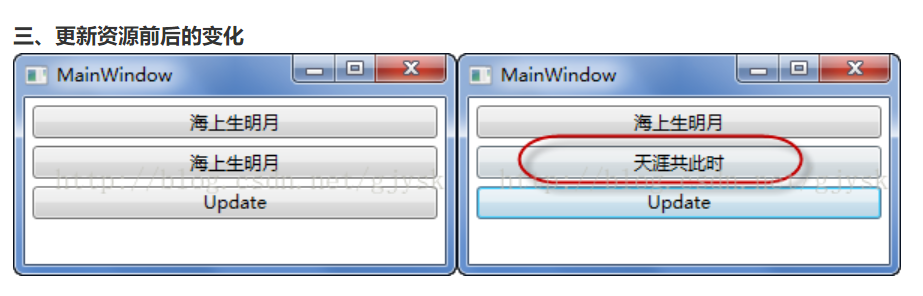 三、更新资源前后的变化
MainWindow
海上生明月
海上生明月
http://blog.csdn.net/gjysk
Update
MainWindow
海上生明月
天涯共此时
http://blog.csdn.net/gjysk
Update